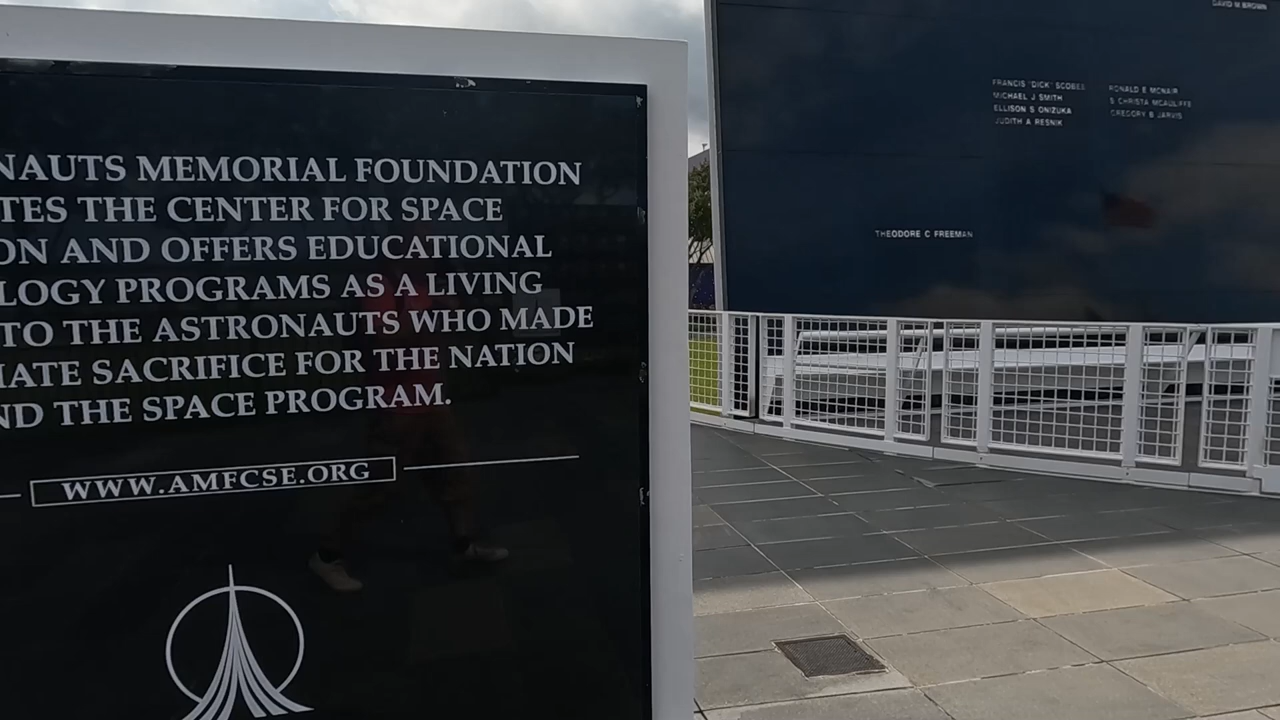 NAUTS MEMORIAL FOUNDATION
TES THE CENTER FOR SPACE
ON AND OFFERS EDUCATIONAL
LOGY PROGRAMS AS A LIVING
TO THE ASTRONAUTS WHO MADE
IATE SACRIFICE FOR THE NATION
ND THE SPACE PROGRAM.
WWW.AMFCSE.ORG
DAVID M BROWN
FRANCIS "DICK" SCOBEE
MICHAEL J SMITH
ELLISON S ONIZUKA
JUDITH A RESNIK
RONALD E MCNAIR
S CHRISTA MCAULIFFE
GREGORY B JARVIS
THEODORE C FREEMAN